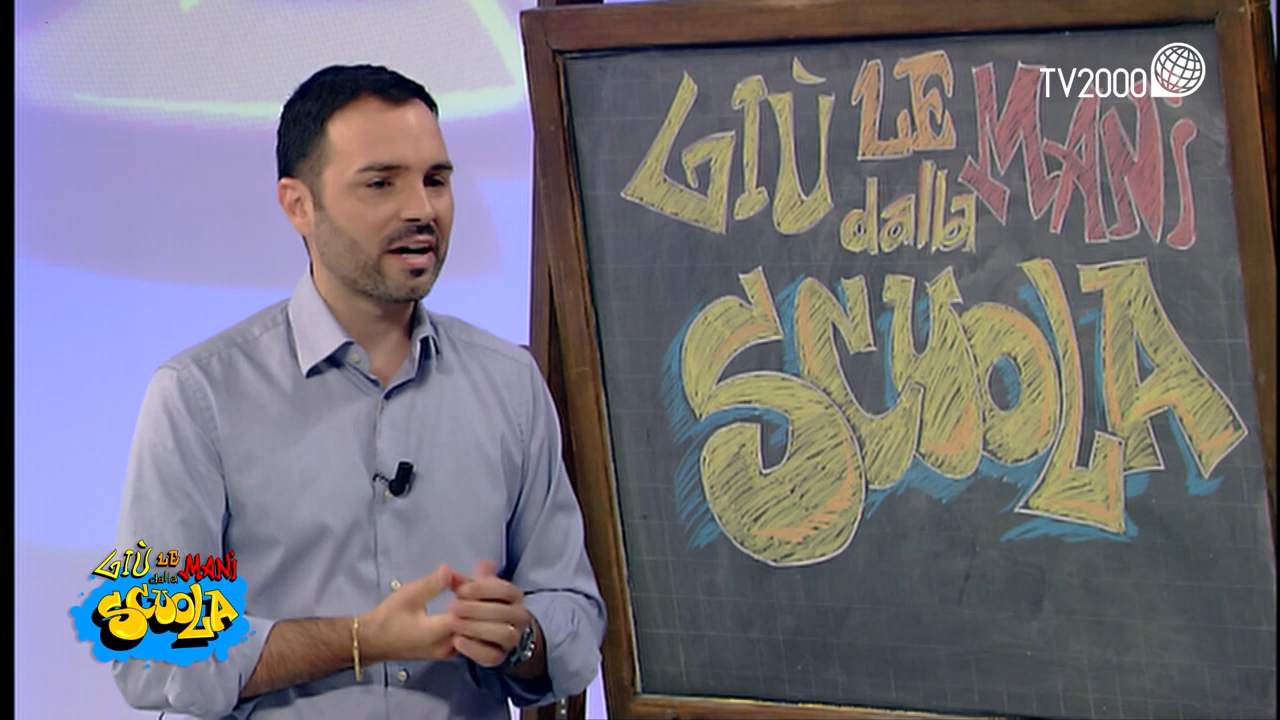 TV2000
GIÙ LE MANi
dalla
SCUOLA
GIÙ LE MANi
dalla
SCUOLA